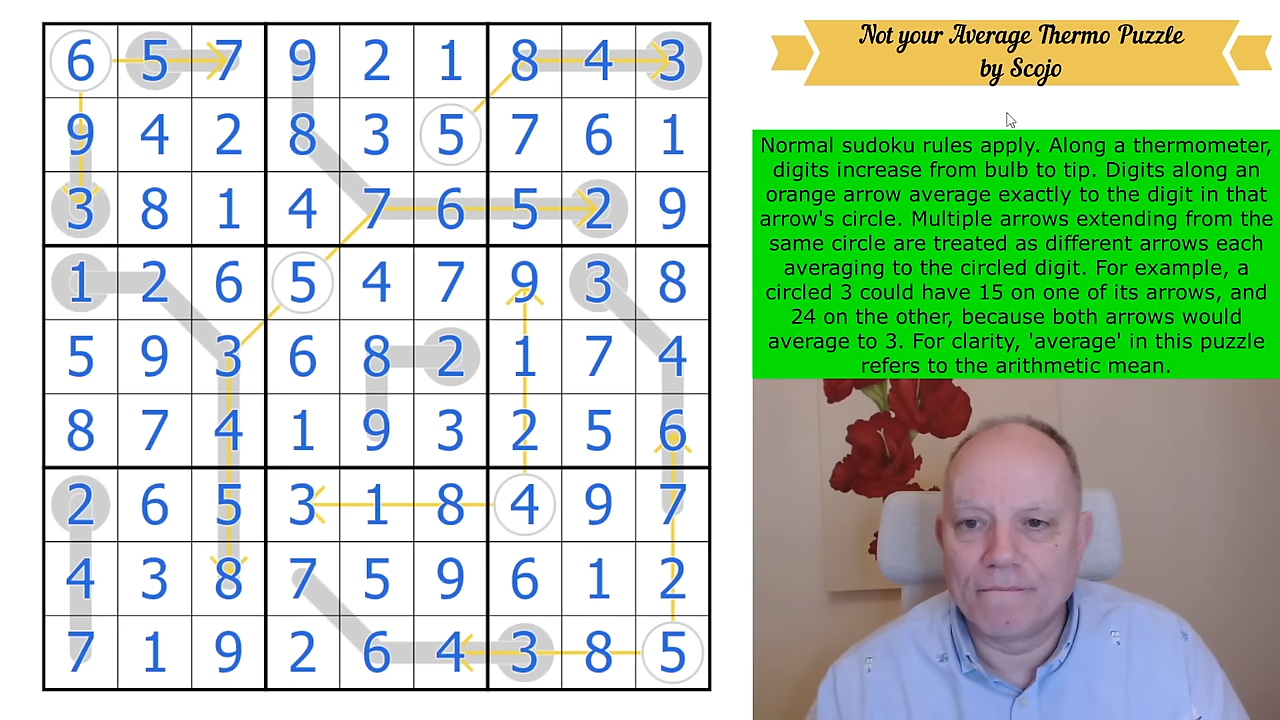 6 5 7 9 2 1 8 4 3
9 4 2 8 3 5 7 6 1
3 8 1 4 7 6 5 2 9
1 2 6 5 4 7 9 3 8
5 9 3 6 8 2 1 7 4
8 7 4 1 9 3 2 5 6
2 6 5 3 1 8 4 9 7
4 3 8 7 5 9 6 1 2
7 1 9 2 6 4 3 8 5
Not your Average Thermo Puzzle
by Scojo
Normal sudoku rules apply. Along a thermometer,
digits increase from bulb to tip. Digits along an
orange arrow average exactly to the digit in that
arrow's circle. Multiple arrows extending from the
same circle are treated as different arrows each
averaging to the circled digit. For example, a
circled 3 could have 15 on one of its arrows, and
24 on the other, because both arrows would
average to 3. For clarity, 'average' in this puzzle
refers to the arithmetic mean.